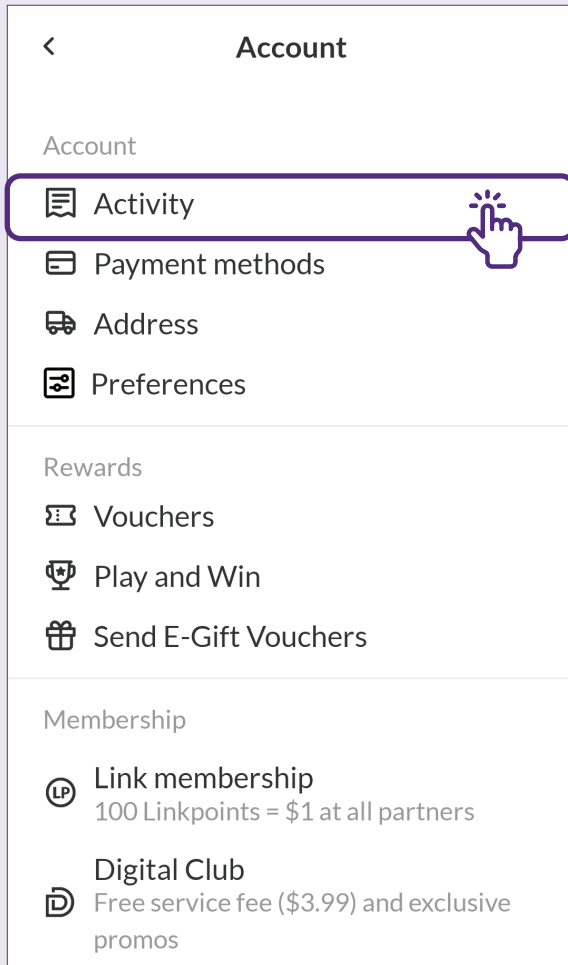 Account
Account
Activity
Payment methods
Address
Preferences
Rewards
Vouchers
Play and Win
Send E-Gift Vouchers
Membership
Link membership
LP
100 Linkpoints = $1 at all partners
Digital Club
Free service fee ($3.99) and exclusive
promos